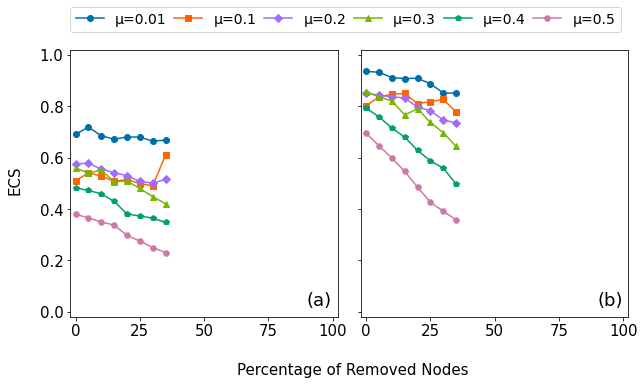 μ=0.01 μ=0.1 μ=0.2 μ=0.3 μ=0.4 μ=0.5
1.0
0.8
0.6
0.4
0.2
0.0
ECS
(a) (b)
0 25 50 75 100 0 25 50 75 100
Percentage of Removed Nodes